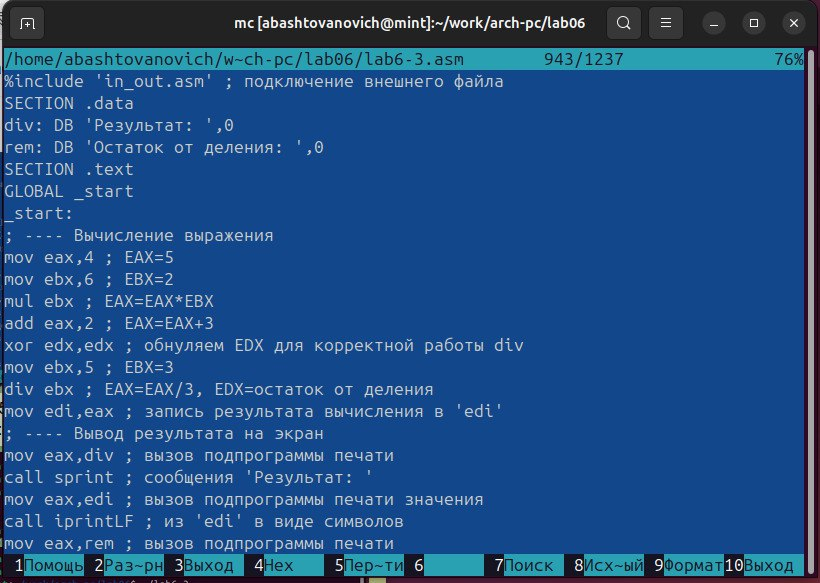 mc [abashtovanovich@mint]:~/work/arch-pc/lab06
/home/abashtovanovich/w~ch-pc/lab06/lab6-3.asm 943/1237 76%
%include 'in_out.asm' ; подключение внешнего файла
SECTION .data
div: DB 'Результат: ',0
rem: DB 'Остаток от деления: ',0
SECTION .text
GLOBAL _start
_start:
; ---- Вычисление выражения
mov eax,4 ; EAX=5
mov ebx,6 ; EBX=2
mul ebx ; EAX=EAX*EBX
add eax,2 ; EAX=EAX+3
xor edx,edx ; обнуляем EDX для корректной работы div
mov ebx,5 ; EBX=3
div ebx ; EAX=EAX/3, EDX=остаток от деления
mov edi,eax ; запись результата вычисления в 'edi'
; ---- Вывод результата на экран
mov eax,div ; вызов подпрограммы печати
call sprint ; сообщения 'Результат: '
mov eax,edi ; вызов подпрограммы печати значения
call iprintLF ; из 'edi' в виде символов
mov eax,rem ; вызов подпрограммы печати
1Помощь 2Раз~рн 3Выход 4Hex 5Пер~ти 6 7Поиск 8Исх~ый 9Формат 10Выход